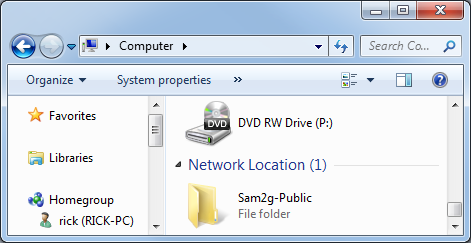 Computer
Search Co...
Organize
System properties
»
Favorites
Libraries
Homegroup
rick (RICK-PC)
DVD
DVD RW Drive (P:)
Network Location (1)
Sam2g-Public
File folder